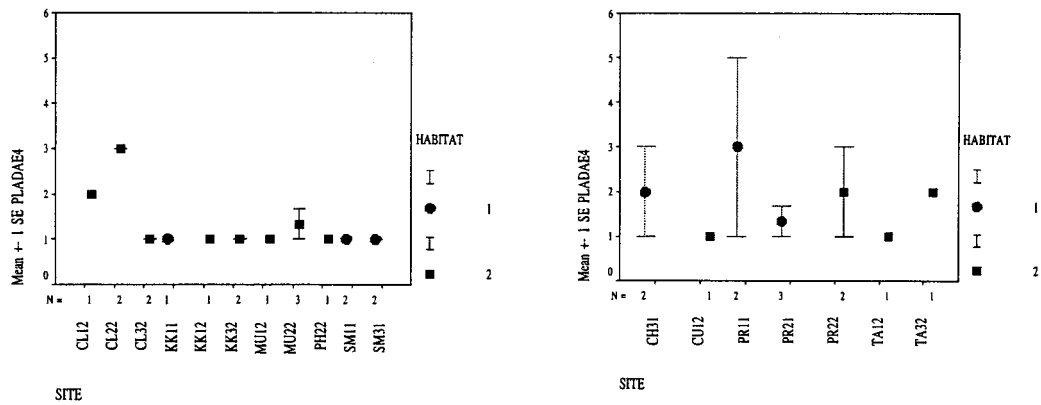 6
5
4
3
2
1
0
Mean +- 1 SE PLADAE4
N = 1 2 2 1 1 2 1 3 1 2 2
CL12 CL22 CL32 KK11 KK12 KK32 MU12 MU22 PH22 SM11 SM31
SITE
HABITAT
1
2
6
5
4
3
2
1
0
Mean +- 1 SE PLADAE4
N = 2 1 2 3 2 1 1
CH31 CU12 PR11 PR21 PR22 TA12 TA32
SITE
HABITAT
1
2